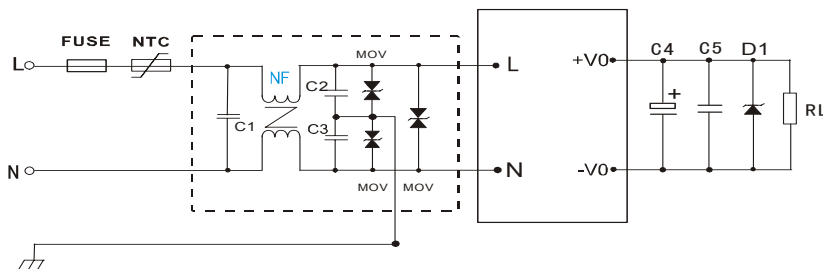 FUSE NTC
MOV
L
NF
C2
L
+V0
C4
C5
D1
+
C1
C3
RL
N
MOV
MOV
N
-V0